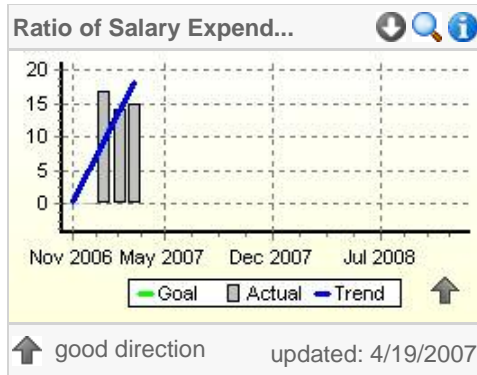 Ratio of Salary Expend...
20
15
10
5
0
Nov 2006 May 2007 Dec 2007 Jul 2008
Goal Actual Trend
good direction updated: 4/19/2007